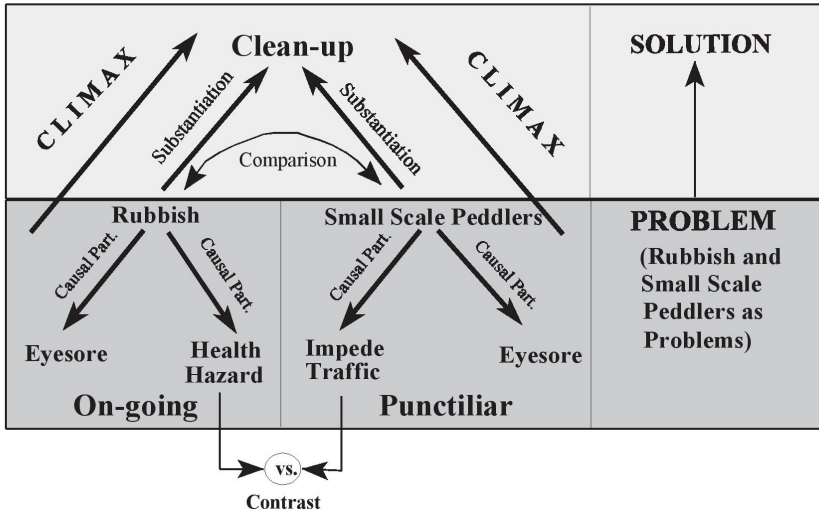 Clean-up
SOLUTION
CLIMAX
Substantiation
Comparison
Substantiation
CLIMAX
Rubbish
Small Scale Peddlers
PROBLEM
(Rubbish and
Small Scale
Peddlers as
Problems)
Causal Part.
Causal Part.
Causal Part.
Causal Part.
Eyesore
Health
Hazard
Impede
Traffic
Eyesore
On-going
Punctiliar
vs.
Contrast